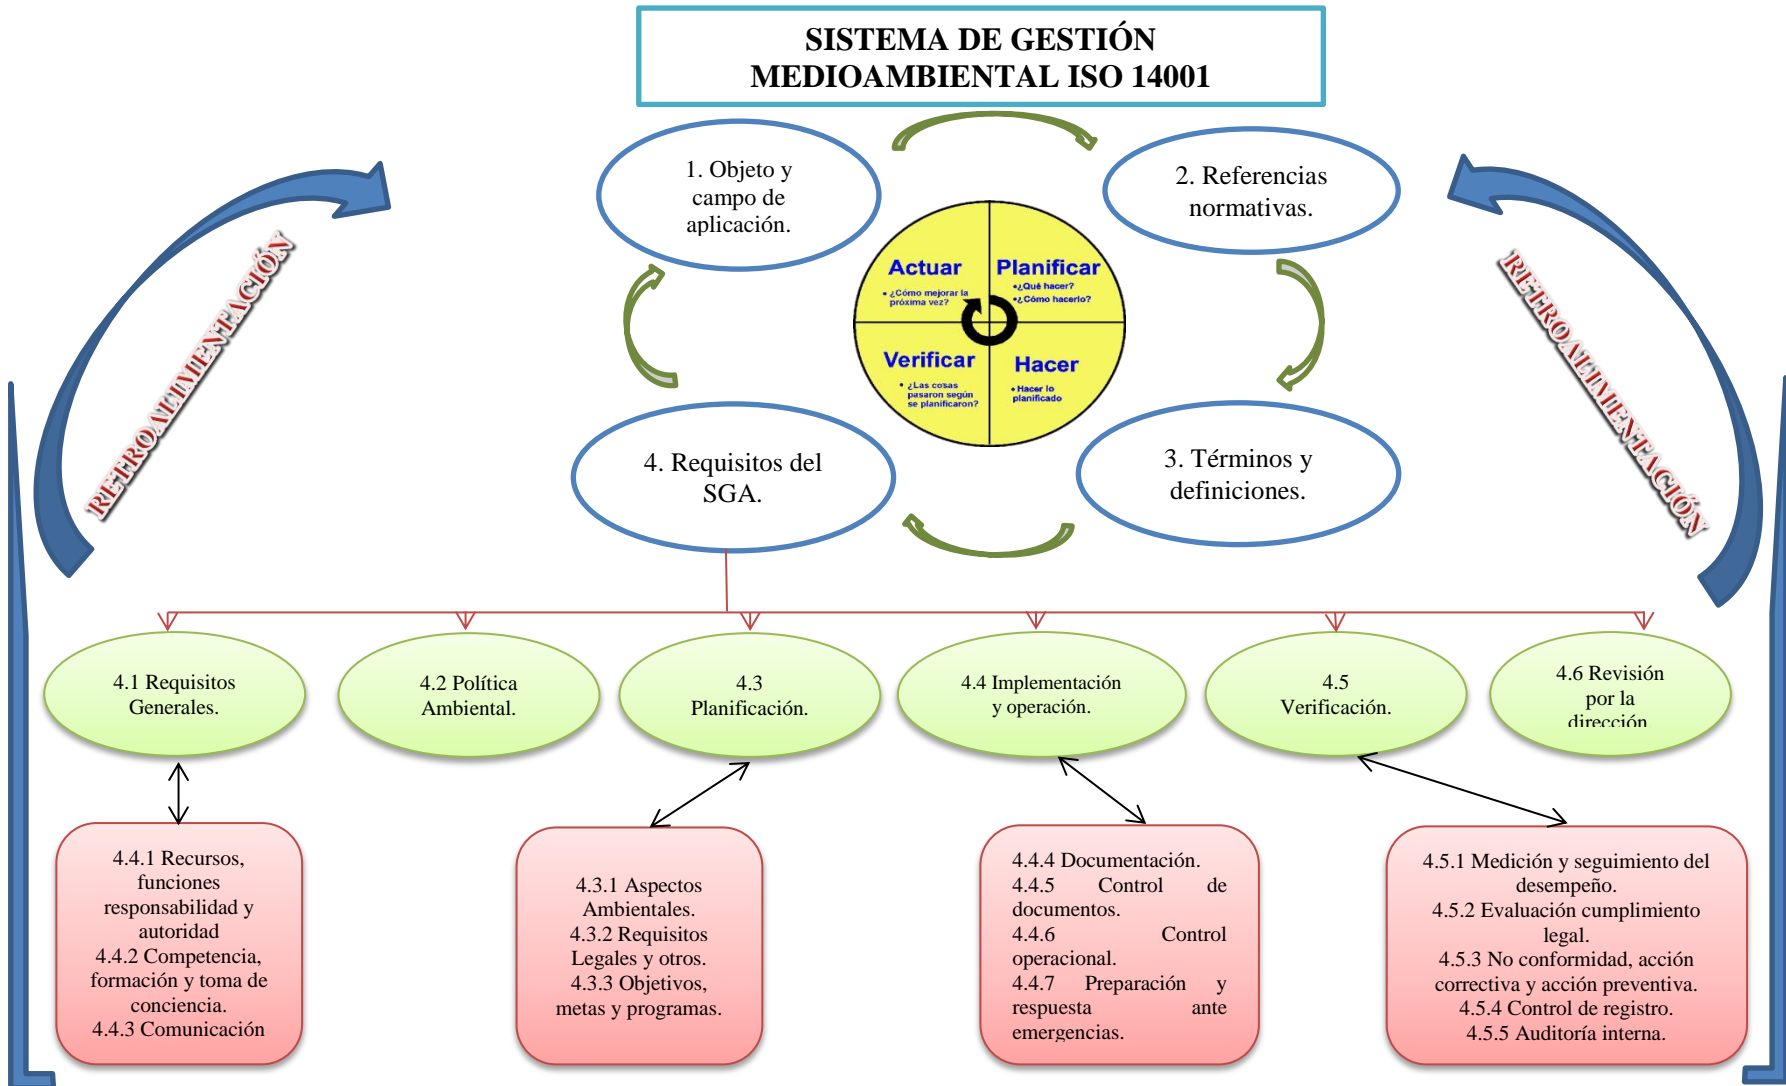 SISTEMA DE GESTIÓN
MEDIOAMBIENTAL ISO 14001
1. Objeto y
campo de
aplicación.
2. Referencias
normativas.
RETROALIMENTACIÓN
RETROALIMENTACIÓN
Actuar
• ¿Cómo mejorar la
próxima vez?
Planificar
•¿Qué hacer?
•¿Cómo hacerlo?
Verificar
• ¿Las cosas
pasaron según
se planificaron?
Hacer
• Hacer lo
planificado
4. Requisitos del
SGA.
3. Términos y
definiciones.
4.1 Requisitos
Generales.
4.2 Política
Ambiental.
4.3
Planificación.
4.4 Implementación
y operación.
4.5
Verificación.
4.6 Revisión
por la
dirección
4.4.1 Recursos,
funciones
responsabilidad y
autoridad
4.4.2 Competencia,
formación y toma de
conciencia.
4.4.3 Comunicación
4.3.1 Aspectos
Ambientales.
4.3.2 Requisitos
Legales y otros.
4.3.3 Objetivos,
metas y programas.
4.4.4 Documentación.
4.4.5 Control de
documentos.
4.4.6 Control
operacional.
4.4.7 Preparación y
respuesta ante
emergencias.
4.5.1 Medición y seguimiento del
desempeño.
4.5.2 Evaluación cumplimiento
legal.
4.5.3 No conformidad, acción
correctiva y acción preventiva.
4.5.4 Control de registro.
4.5.5 Auditoría interna.